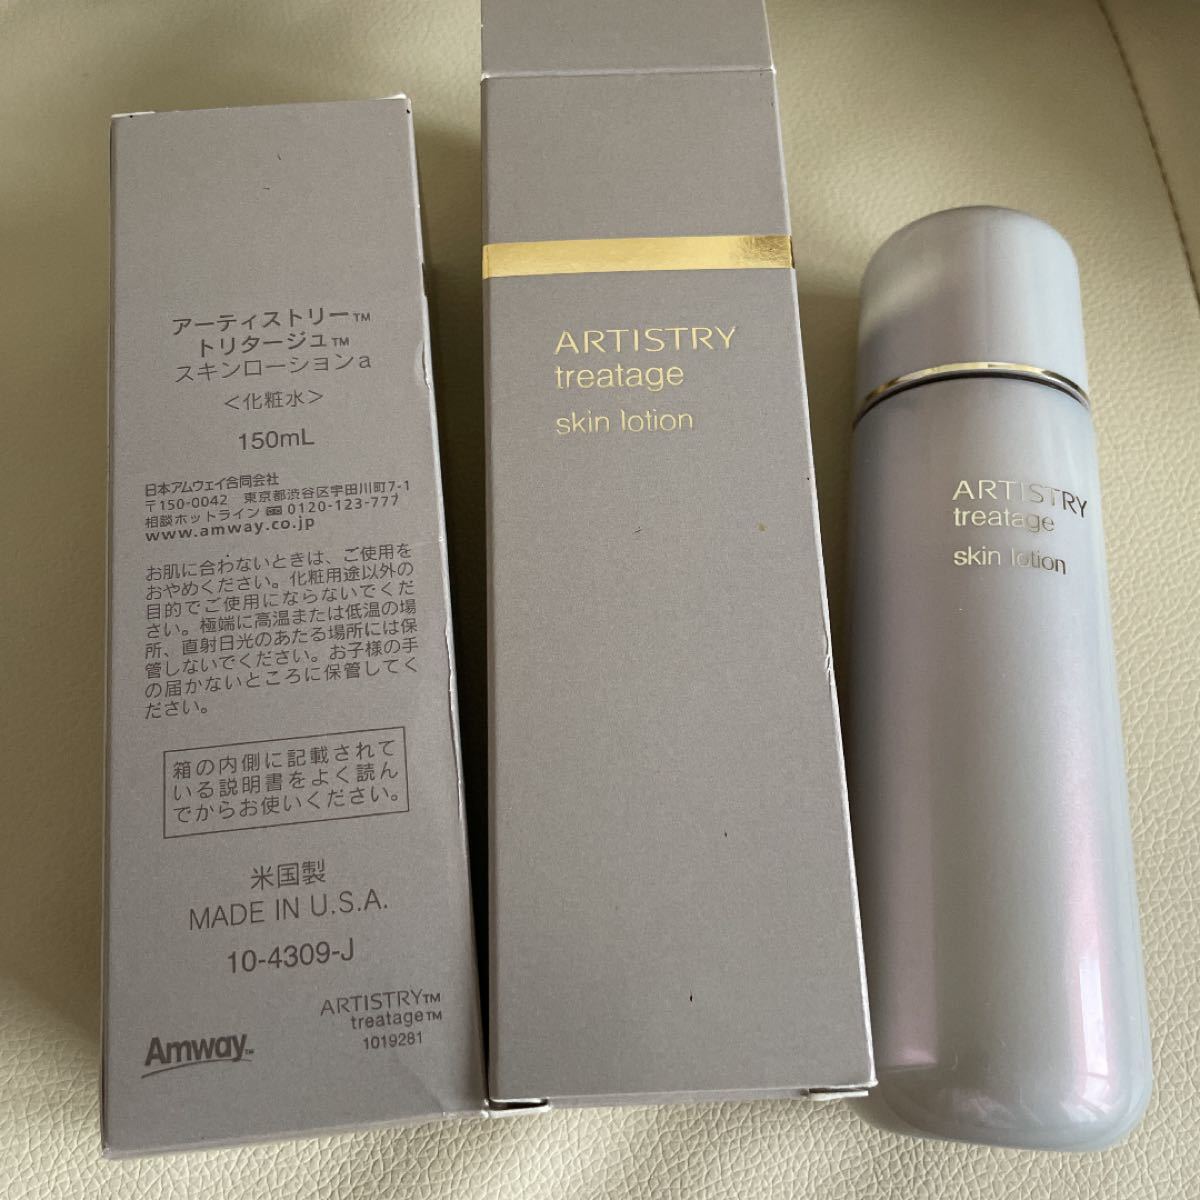 アーティストリー™
トリタージュ™
スキンローションa
＜化粧水＞
150mL
日本アムウェイ合同会社
〒150-0042 東京都渋谷区宇田川町7-1
相談ホットライン 0120-123-777
www.amway.co.jp
お肌に合わないときは、ご使用を
おやめください。化粧用途以外の
目的でご使用にならないでくだ
さい。極端に高温または低温の場
所、直射日光のあたる場所には保
管しないでください。お子様の手
の届かないところに保管してく
ださい。
箱の内側に記載されて
いる説明書をよく読ん
でからお使いください。
米国製
MADE IN U.S.A.
10-4309-J
ARTISTRY™
treatage™
1019281
Amway™
ARTISTRY
treatage
skin lotion
ARTISTRY
treatage
skin lotion